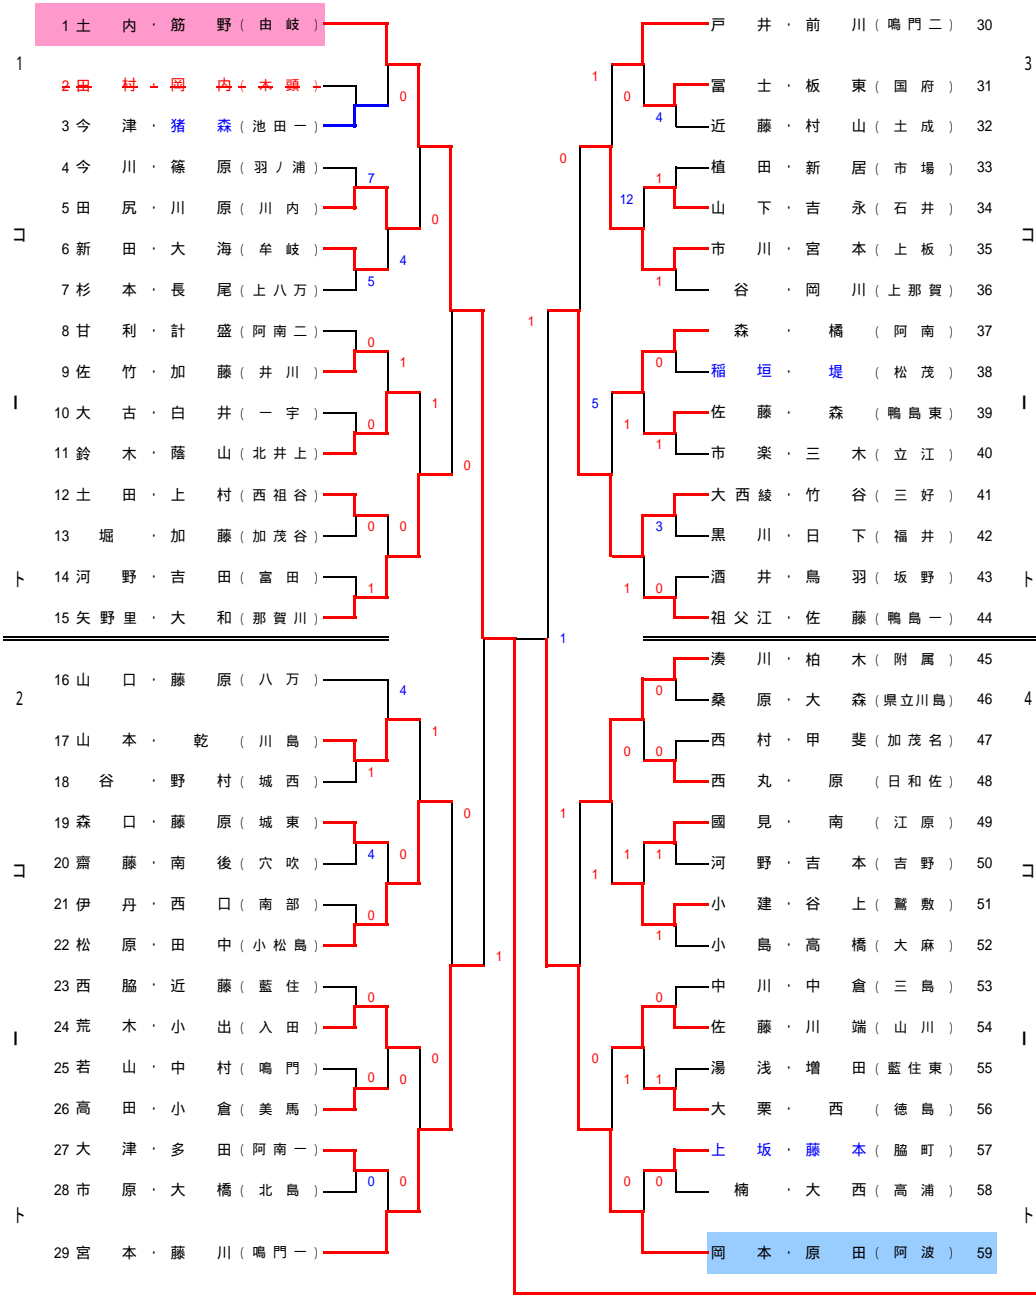 1 土内・筋野(由岐)
1
2 田村・岡内(木頭)
0
3 今津・猪森(池田一)
4 今川・篠原(羽ノ浦)
7
5 田尻・川原(川内)
0
コ
6 新田・大海(牟岐)
4
5
7 杉本・長尾(上八万)
8 甘利・計盛(阿南二)
0
1
9 佐竹・加藤(井川)
ー
1
10 大古・白井(一宇)
0
11 鈴木・蔭山(北井上)
0
12 土田・上村(西祖谷)
0
0
13 堀・加藤(加茂谷)
ト
14 河野・吉田(富田)
1
15 矢野里・大和(那賀川)
16 山口・藤原(八万)
4
2
1
17 山本・乾(川島)
1
18 谷・野村(城西)
0
19 森口・藤原(城東)
4
0
20 齋藤・南後(穴吹)
コ
21 伊丹・西口(南部)
0
22 松原・田中(小松島)
1
23 西脇・近藤(藍住)
0
24 荒木・小出(入田)
ー
0
25 若山・中村(鳴門)
0
0
26 高田・小倉(美馬)
27 大津・多田(阿南一)
0
0
28 市原・大橋(北島)
ト
29 宮本・藤川(鳴門一)
戸井・前川(鳴門二) 30
3
1
富士・板東(国府) 31
0
4
近藤・村山(土成) 32
0
植田・新居(市場) 33
1
12
山下・吉永(石井) 34
コ
市川・宮本(上板) 35
1
谷・岡川(上那賀) 36
1
森・橘(阿南) 37
0
稲垣・堤(松茂) 38
5
ー
佐藤・森(鴨島東) 39
1
1
市楽・三木(立江) 40
大西綾・竹谷(三好) 41
3
黒川・日下(福井) 42
ト
酒井・鳥羽(坂野) 43
1
0
祖父江・佐藤(鴨島一) 44
1
湊川・柏木(附属) 45
0
4
桑原・大森(県立川島) 46
西村・甲斐(加茂名) 47
0
0
西丸・原(日和佐) 48
1
國見・南(江原) 49
1
1
河野・吉本(吉野) 50
1
コ
小建・谷上(鷲敷) 51
1
小島・高橋(大麻) 52
中川・中倉(三島) 53
0
佐藤・川端(山川) 54
ー
0
湯浅・増田(藍住東) 55
1
1
大栗・西(徳島) 56
上坂・藤本(脇町) 57
0
0
楠・大西(高浦) 58
ト
岡本・原田(阿波) 59